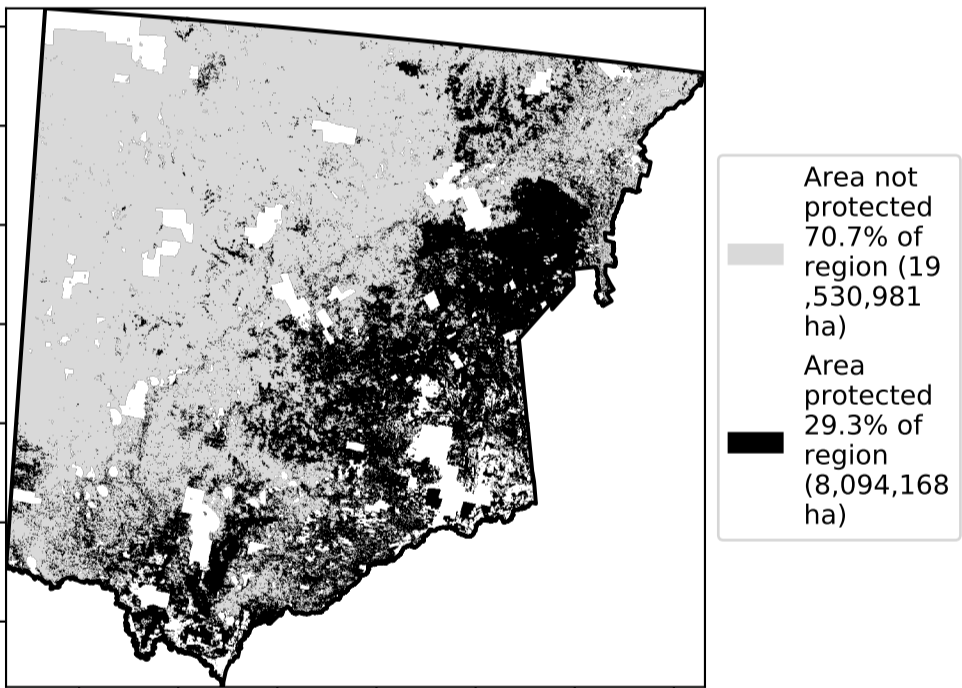 Area not
protected
70.7% of
region (19
,530,981
ha)
Area
protected
29.3% of
region
(8,094,168
ha)